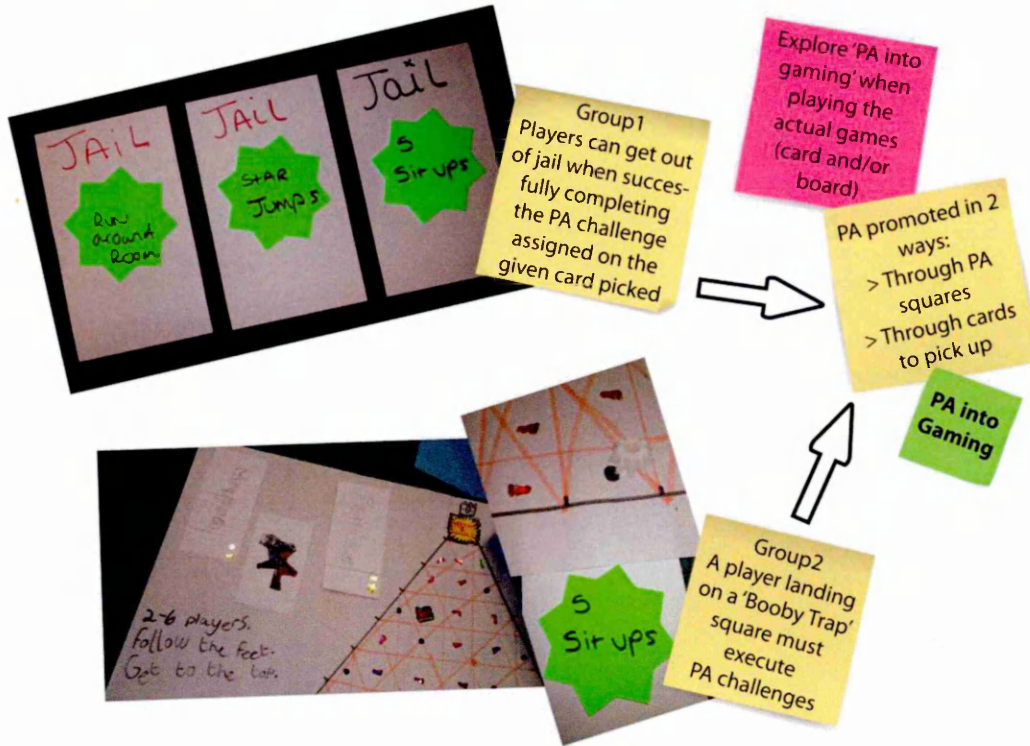 JAIL
RUN
around
Room
JAIL
STAR
JUMPS
Jail
5
Sit ups
Group1
Players can get out
of jail when succes-
fully completing
the PA challenge
assigned on the
given card picked
Explore 'PA into
gaming' when
playing the
actual games
(card and/or
board)
PA promoted in 2
ways:
> Through PA
squares
> Through cards
to pick up
PA into
Gaming
2-6 players.
Follow the feet.
Get to the top.
5
Sit ups
Group2
A player landing
on a 'Booby Trap'
square must
execute
PA challenges